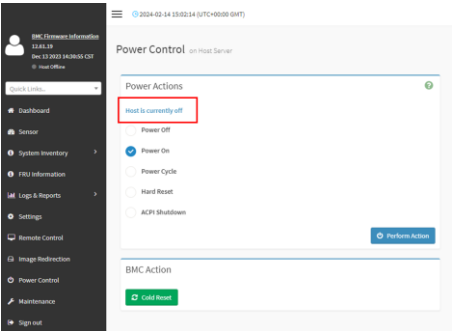 2024-02-14 15:02:14 (UTC+00:00 GMT)
BMC Firmware Information
12.61.19
Dec 13 2023 14:30:55 CST
Host Offline
Quick Links...
Dashboard
Sensor
System Inventory
FRU Information
Logs & Reports
Settings
Remote Control
Image Redirection
Power Control
Maintenance
Sign out
Power Control on Host Server
Power Actions
Host is currently off
Power Off
Power On
Power Cycle
Hard Reset
ACPI Shutdown
Perform Action
BMC Action
Cold Reset